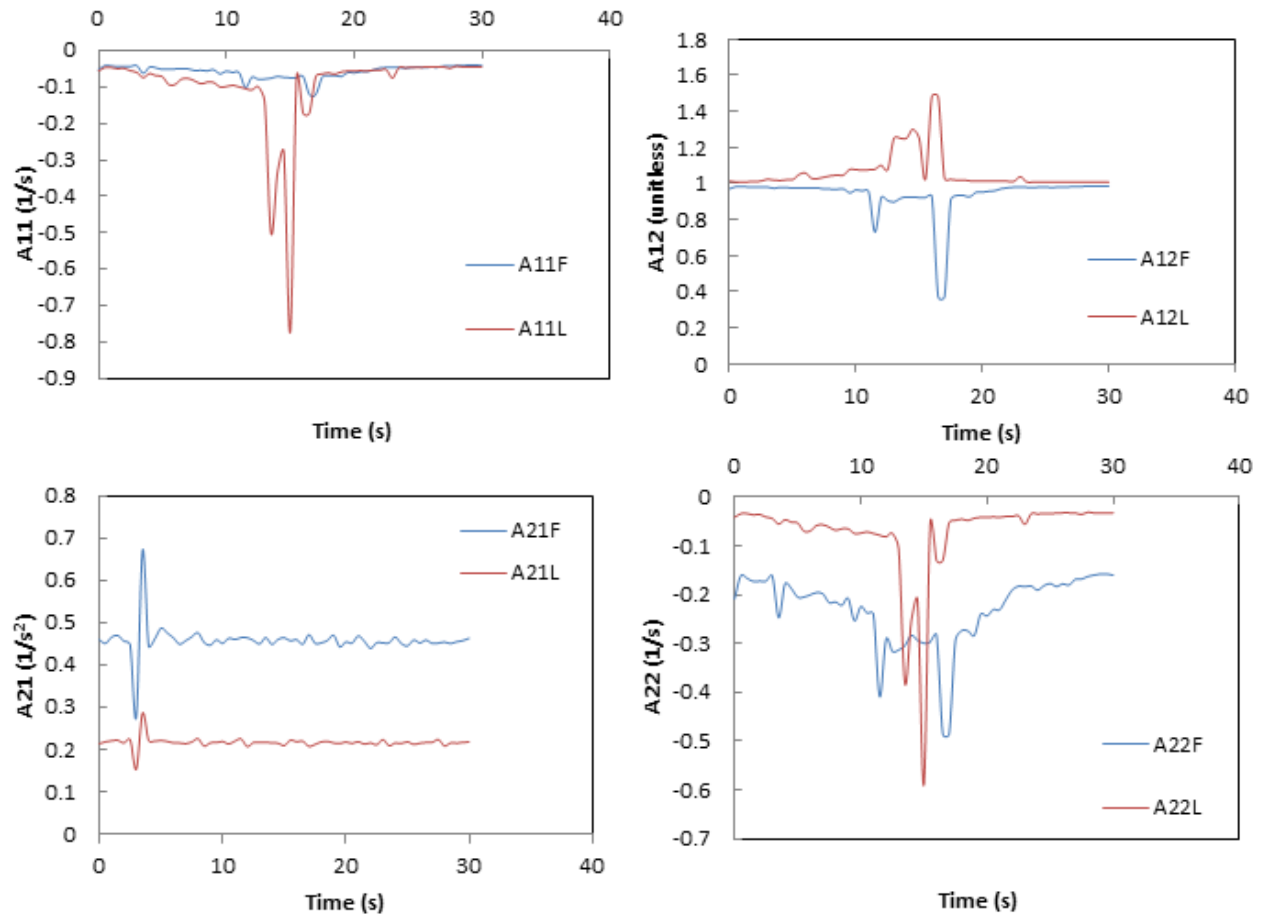 0 10 20 30 40
0
-0.1
-0.2
-0.3
-0.4
-0.5
-0.6
-0.7
-0.8
-0.9
A11 (1/s)
A11F
A11L
Time (s)
1.8
1.6
1.4
1.2
1
0.8
0.6
0.4
0.2
0
A12 (unitless)
A12F
A12L
0 10 20 30 40
Time (s)
0.8
0.7
0.6
0.5
0.4
0.3
0.2
0.1
0
A21 (1/s²)
A21F
A21L
0 10 20 30 40
Time (s)
0 10 20 30 40
0
-0.1
-0.2
-0.3
-0.4
-0.5
-0.6
-0.7
A22 (1/s)
A22F
A22L
Time (s)